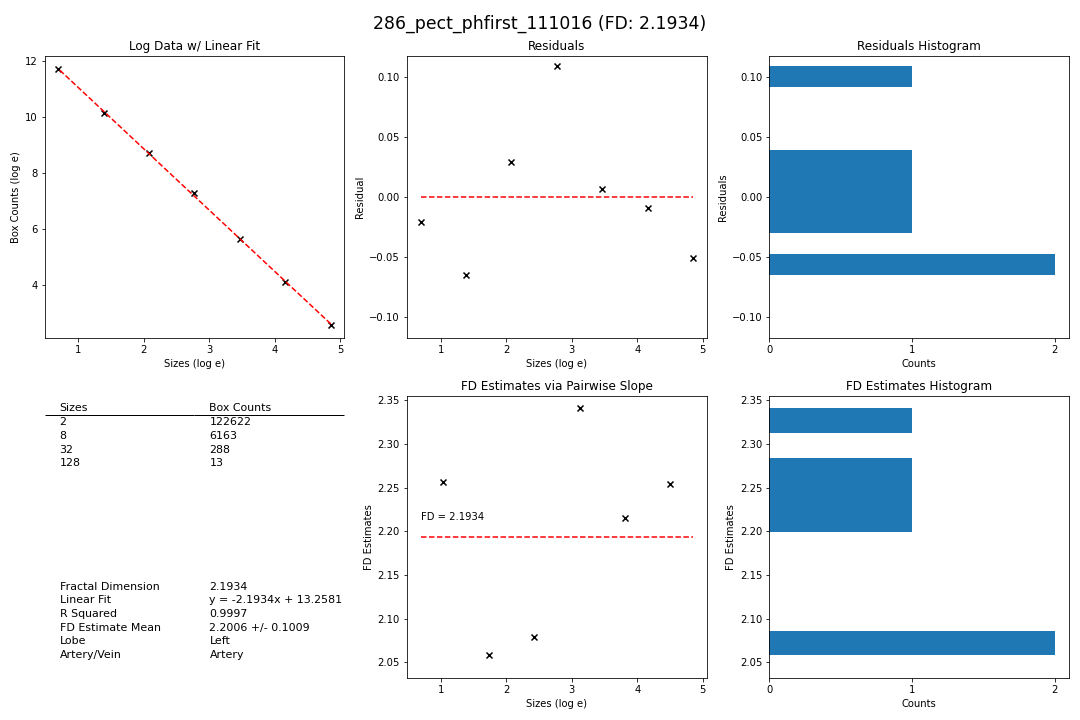 286_pect_phfirst_111016 (FD: 2.1934)
Log Data w/ Linear Fit
Box Counts (log e)
12
10
8
6
4
1 2 3 4 5
Sizes (log e)
Residuals
Residual
0.10
0.05
0.00
−0.05
−0.10
1 2 3 4 5
Sizes (log e)
Residuals Histogram
Residuals
0.10
0.05
0.00
−0.05
−0.10
0 1 2
Counts
Sizes Box Counts
2 122622
8 6163
32 288
128 13
Fractal Dimension 2.1934
Linear Fit y = -2.1934x + 13.2581
R Squared 0.9997
FD Estimate Mean 2.2006 +/- 0.1009
Lobe Left
Artery/Vein Artery
FD Estimates via Pairwise Slope
FD Estimates
2.35
2.30
2.25
2.20
2.15
2.10
2.05
FD = 2.1934
1 2 3 4 5
Sizes (log e)
FD Estimates Histogram
FD Estimates
2.35
2.30
2.25
2.20
2.15
2.10
2.05
0 1 2
Counts